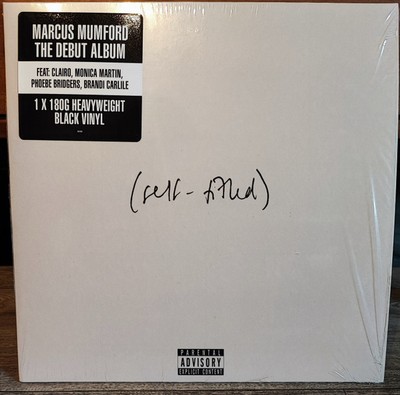 MARCUS MUMFORD
THE DEBUT ALBUM
FEAT: CLAIRO, MONICA MARTIN,
PHOEBE BRIDGERS, BRANDI CARLILE
1 X 180G HEAVYWEIGHT
BLACK VINYL
(self-titled)
PARENTAL
ADVISORY
EXPLICIT CONTENT